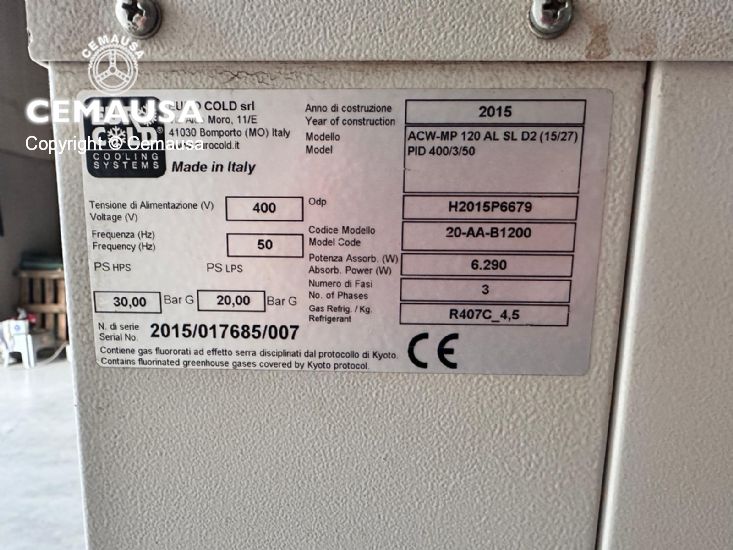 CEMAUSA
CEMAUSA
Copyright © Cemausa
COLD
COOLING
SYSTEMS
EURO COLD srl
Moro, 11/E
41030 Bomporto (MO) Italy
Made in Italy
Anno di costruzione
Year of construction
2015
Modello
Model
ACW-MP 120 AL SL D2 (15/27)
PID 400/3/50
Tensione di Alimentazione (V)
Voltage (V)
400
Odp
H2015P6679
Frequenza (Hz)
Frequency (Hz)
50
Codice Modello
Model Code
20-AA-B1200
Potenza Assorb. (W)
Absorb. Power (W)
6.290
PS HPS
PS LPS
Numero di Fasi
No. of Phases
3
30,00 Bar G
20,00 Bar G
Gas Refrig. / Kg.
Refrigerant
R407C_4,5
N. di serie
Serial No.
2015/017685/007
CE
Contiene gas fluorurati ad effetto serra disciplinati dal protocollo di Kyoto.
Contains fluorinated greenhouse gases covered by Kyoto protocol.